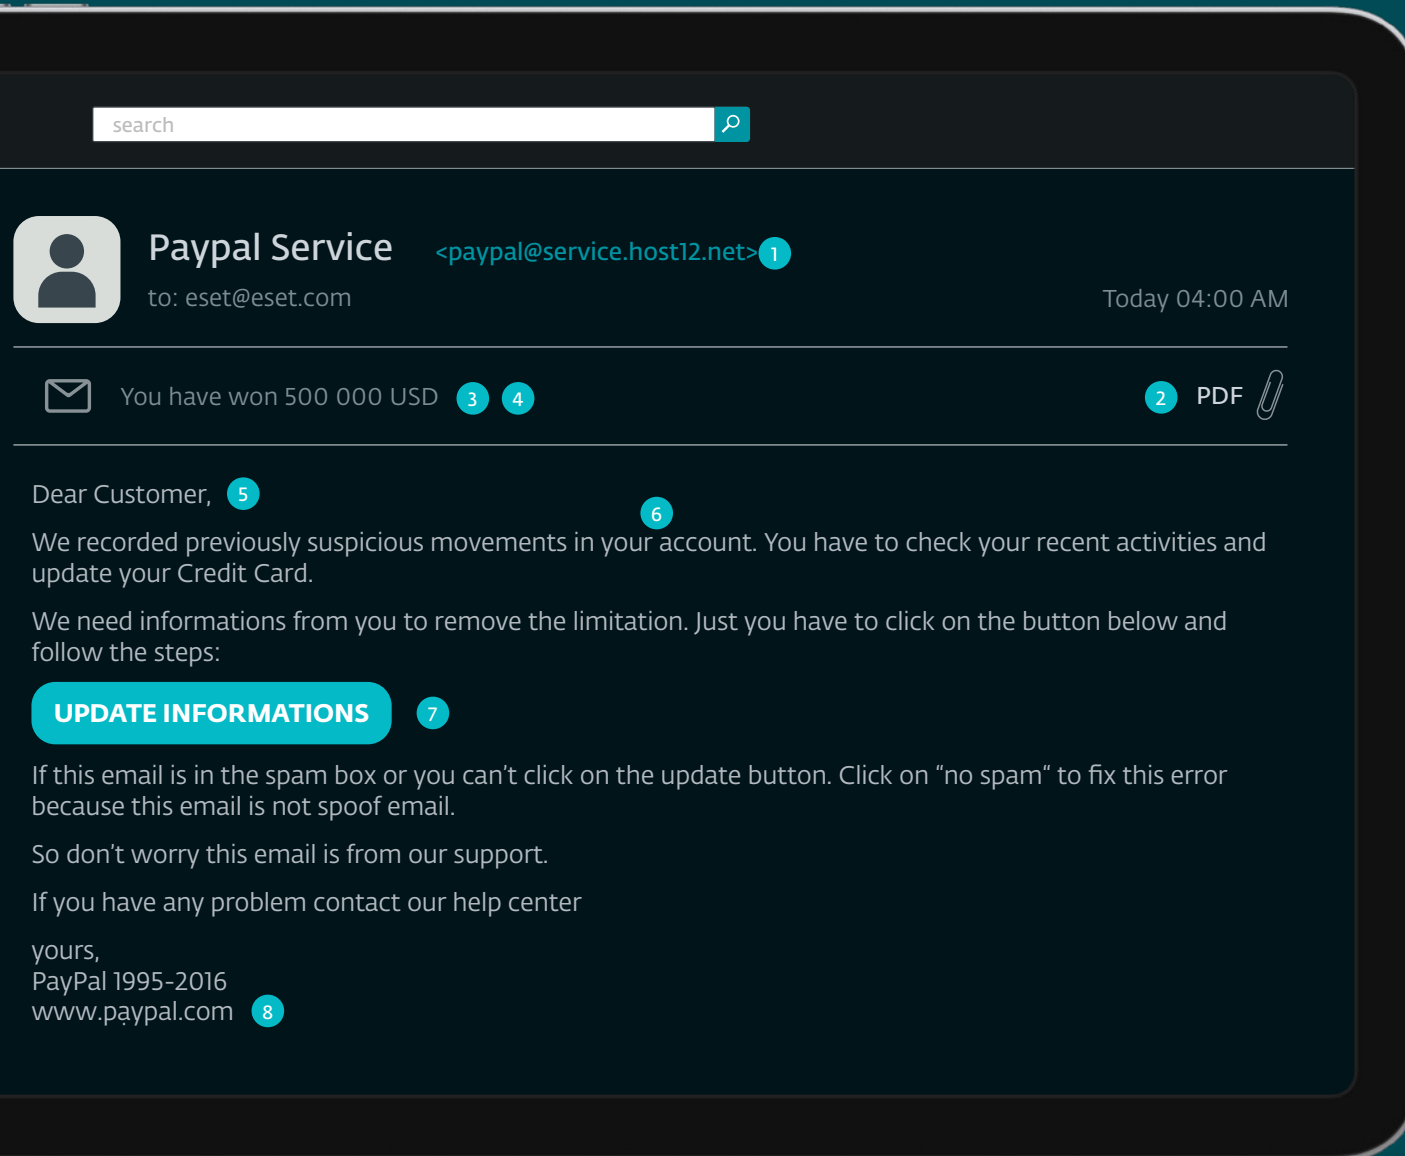 search
Paypal Service <paypal@service.host12.net> 1
to: eset@eset.com Today 04:00 AM
You have won 500 000 USD 3 4 2 PDF
Dear Customer, 5
6
We recorded previously suspicious movements in your account. You have to check your recent activities and
update your Credit Card.
We need informations from you to remove the limitation. Just you have to click on the button below and
follow the steps:
UPDATE INFORMATIONS 7
If this email is in the spam box or you can’t click on the update button. Click on “no spam“ to fix this error
because this email is not spoof email.
So don’t worry this email is from our support.
If you have any problem contact our help center
yours,
PayPal 1995-2016
www.pạypal.com 8